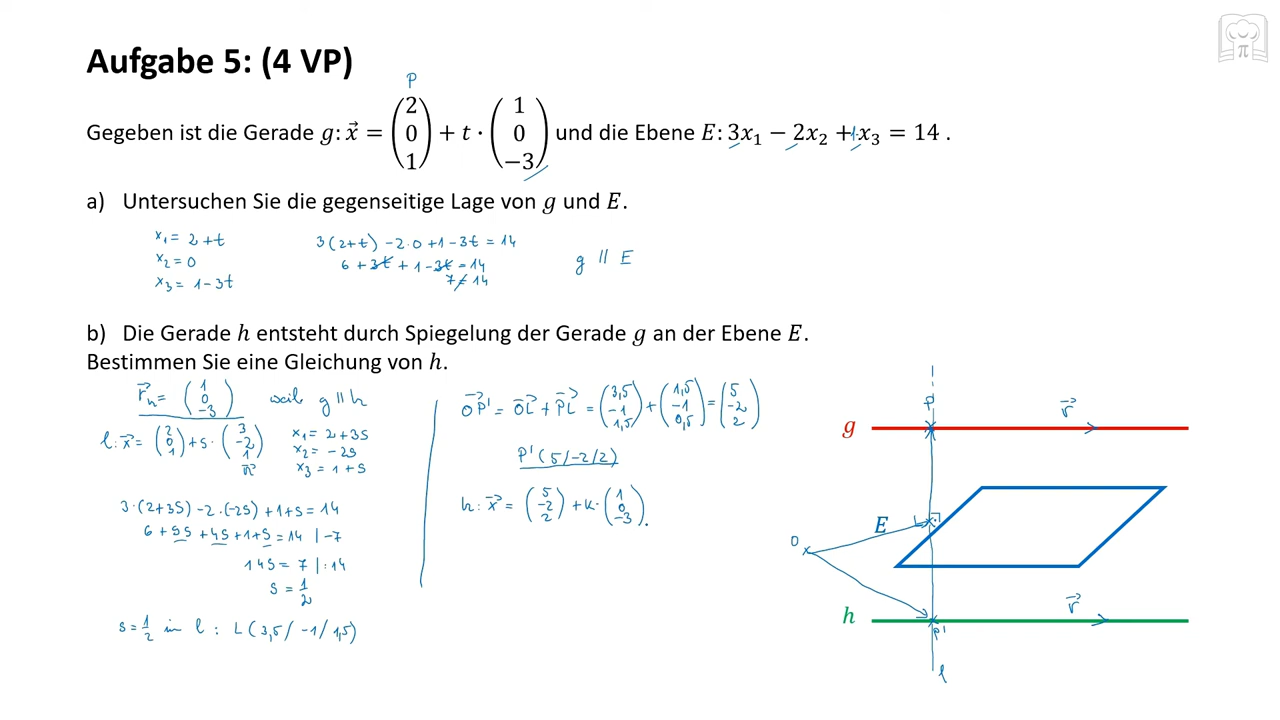 Aufgabe 5: (4 VP)
P
Gegeben ist die Gerade g: x⃗ = (2 0 1) + t · (1 0 −3) und die Ebene E: 3x₁ − 2x₂ + 1x₃ = 14 .
a) Untersuchen Sie die gegenseitige Lage von g und E.
x₁ = 2 + t
x₂ = 0
x₃ = 1 − 3t
3(2+t) − 2·0 + 1 − 3t = 14
6 + 3t + 1 − 3t = 14
7 ≠ 14
g || E
b) Die Gerade h entsteht durch Spiegelung der Gerade g an der Ebene E.
Bestimmen Sie eine Gleichung von h.
r⃗ₕ = (1 0 −3) weil g || h
l: x⃗ = (2 0 1) + s · (3 −2 1)
n⃗
x₁ = 2 + 3s
x₂ = −2s
x₃ = 1 + s
3·(2+3s) − 2·(−2s) + 1 + s = 14
6 + 9s + 4s + 1 + s = 14 | −7
14s = 7 | :14
s = 1/2
s = 1/2 in l : L(3,5/ −1/ 1,5)
OP' = OL + PL = (3,5 −1 1,5) + (1,5 −1 0,5) = (5 −2 2)
P'(5/−2/2)
h: x⃗ = (5 −2 2) + k · (1 0 −3)
P
r⃗
g
L
E
O
r⃗
h
P'
l
π